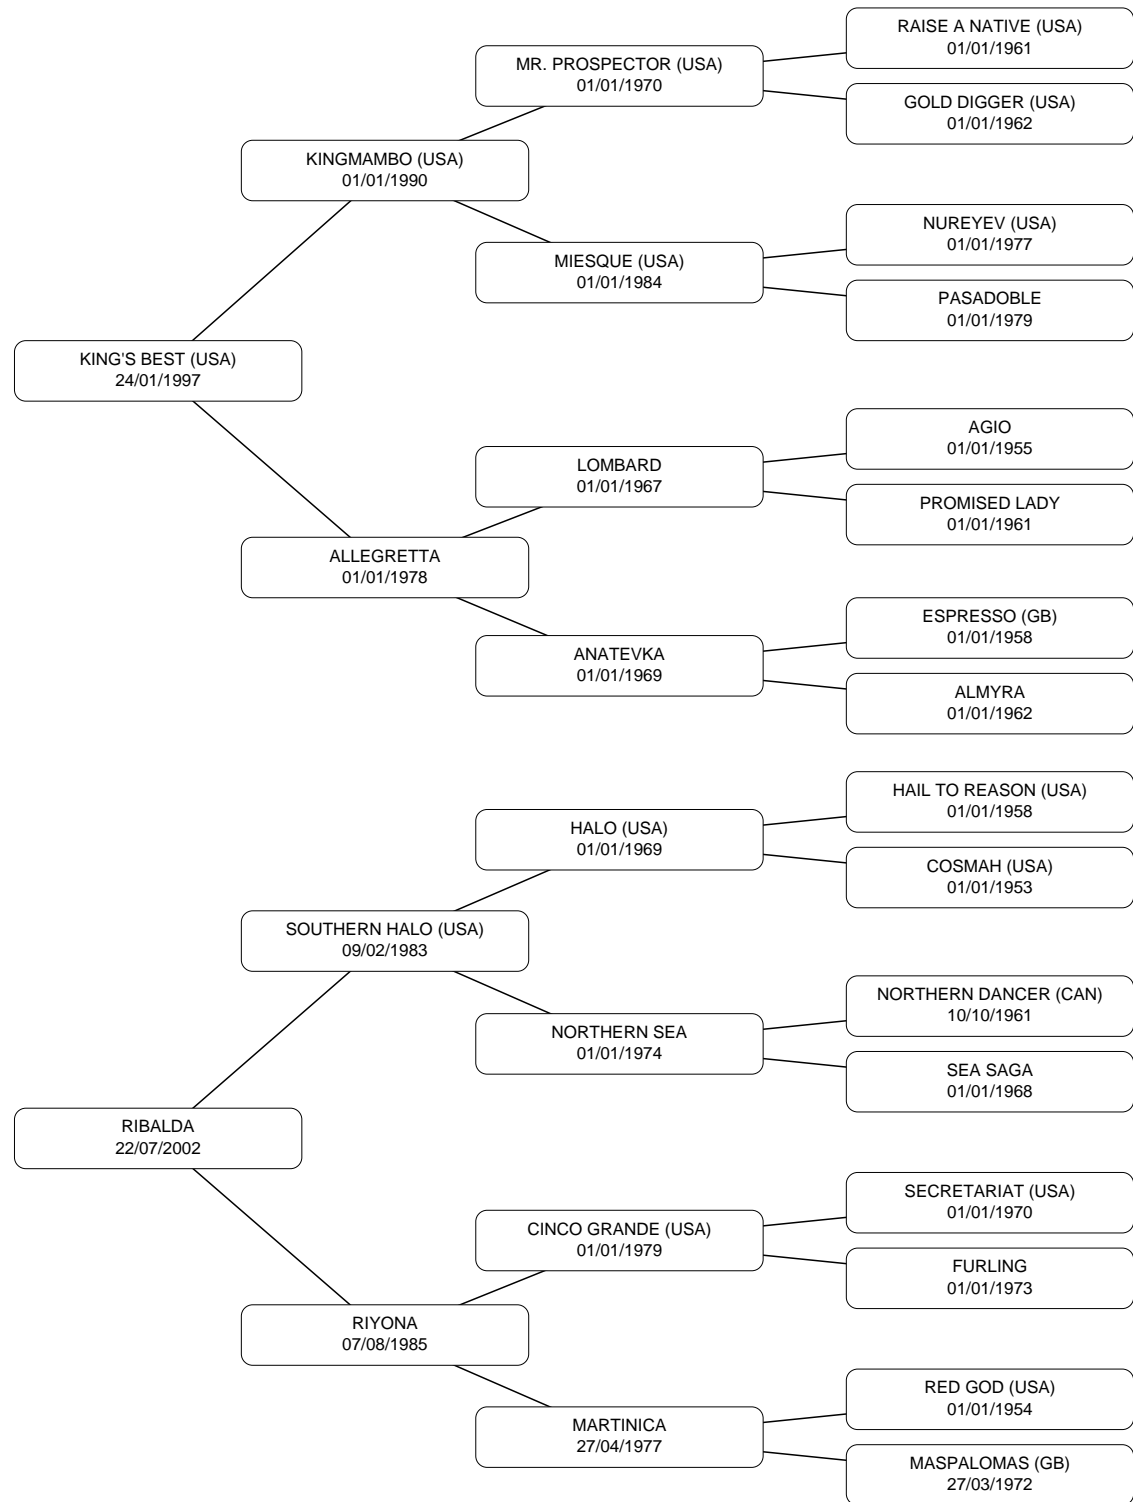 RAISE A NATIVE (USA)
01/01/1961
MR. PROSPECTOR (USA)
01/01/1970
GOLD DIGGER (USA)
01/01/1962
KINGMAMBO (USA)
01/01/1990
NUREYEV (USA)
01/01/1977
MIESQUE (USA)
01/01/1984
PASADOBLE
01/01/1979
KING'S BEST (USA)
24/01/1997
AGIO
01/01/1955
LOMBARD
01/01/1967
PROMISED LADY
01/01/1961
ALLEGRETTA
01/01/1978
ESPRESSO (GB)
01/01/1958
ANATEVKA
01/01/1969
ALMYRA
01/01/1962
HAIL TO REASON (USA)
01/01/1958
HALO (USA)
01/01/1969
COSMAH (USA)
01/01/1953
SOUTHERN HALO (USA)
09/02/1983
NORTHERN DANCER (CAN)
10/10/1961
NORTHERN SEA
01/01/1974
SEA SAGA
01/01/1968
RIBALDA
22/07/2002
SECRETARIAT (USA)
01/01/1970
CINCO GRANDE (USA)
01/01/1979
FURLING
01/01/1973
RIYONA
07/08/1985
RED GOD (USA)
01/01/1954
MARTINICA
27/04/1977
MASPALOMAS (GB)
27/03/1972